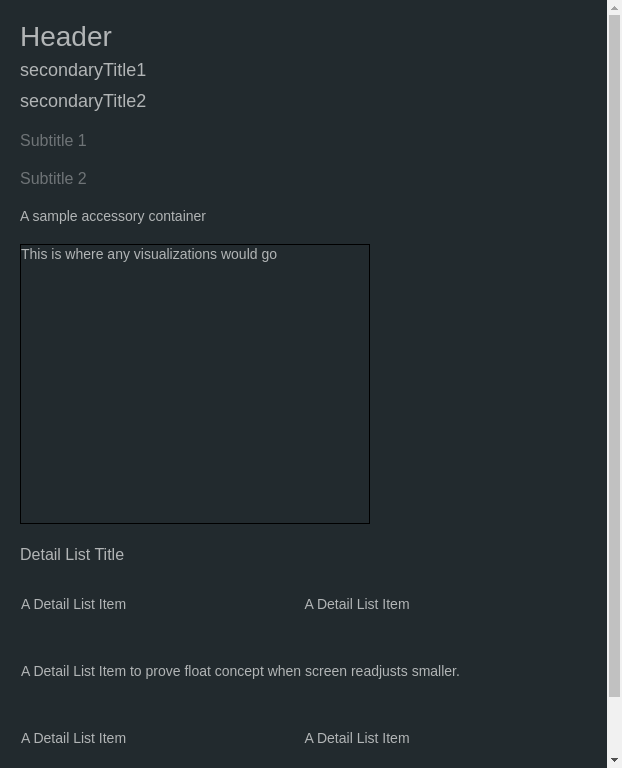 Header
secondaryTitle1
secondaryTitle2
Subtitle 1
Subtitle 2
A sample accessory container
This is where any visualizations would go
Detail List Title
A Detail List Item
A Detail List Item
A Detail List Item to prove float concept when screen readjusts smaller.
A Detail List Item
A Detail List Item